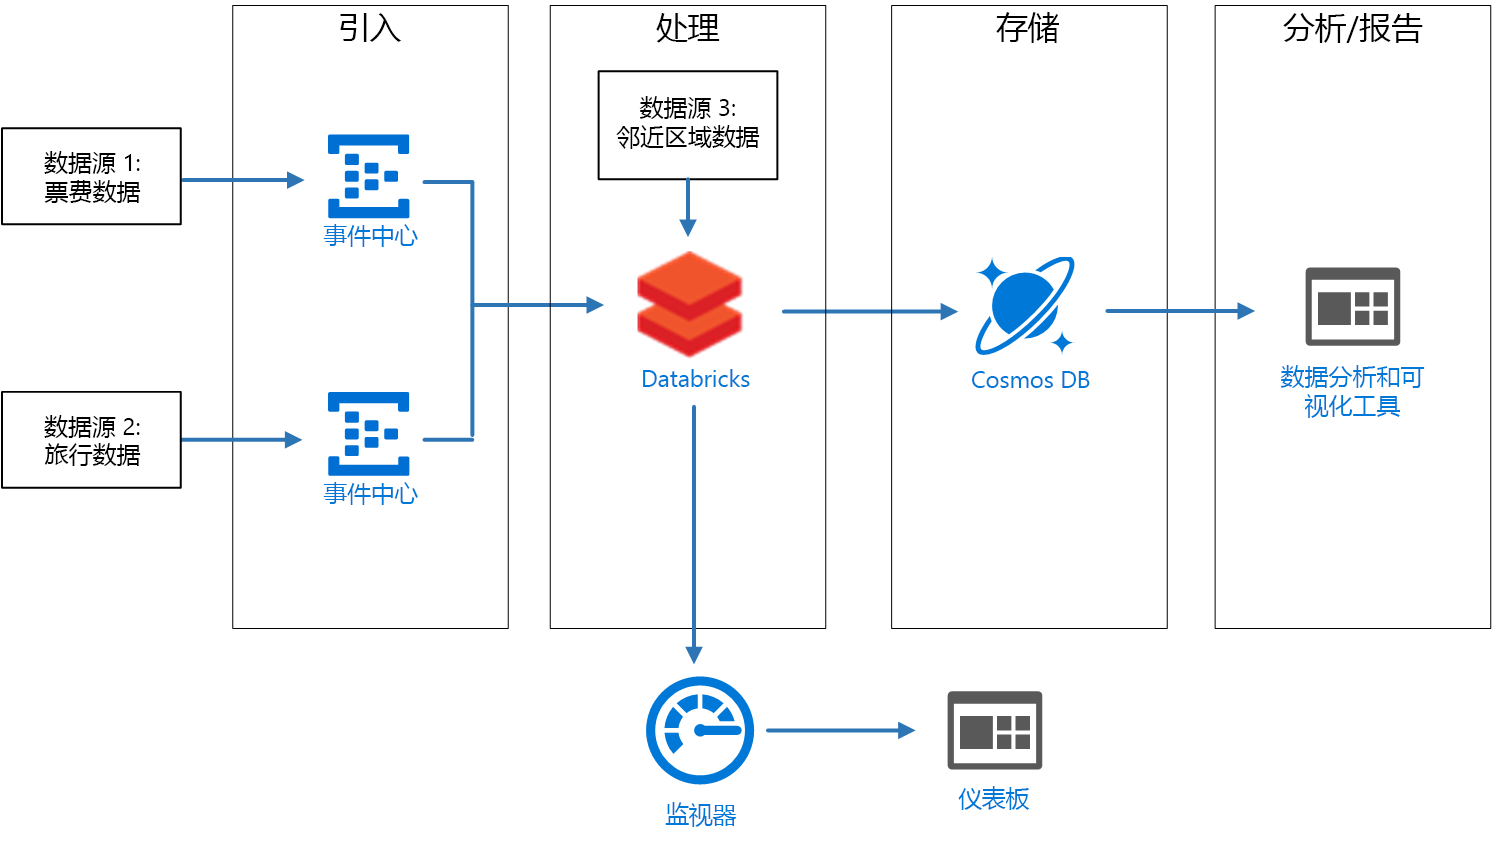 引入
处理
存储
分析/报告
数据源 1:
票费数据
数据源 2:
旅行数据
事件中心
事件中心
数据源 3:
邻近区域数据
Databricks
Cosmos DB
数据分析和可
视化工具
监视器
仪表板